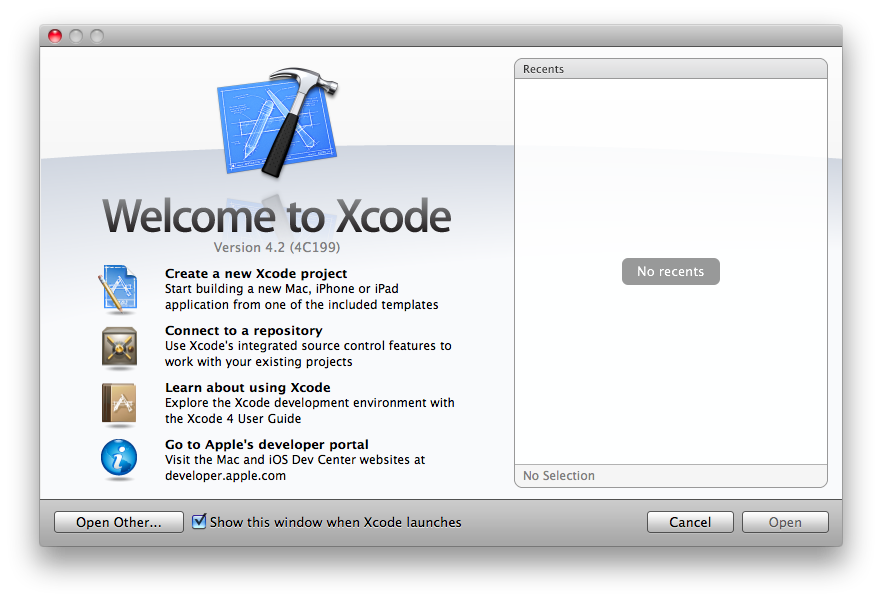 Recents
Welcome to Xcode
Version 4.2 (4C199)
Create a new Xcode project
Start building a new Mac, iPhone or iPad
application from one of the included templates
Connect to a repository
Use Xcode's integrated source control features to
work with your existing projects
Learn about using Xcode
Explore the Xcode development environment with
the Xcode 4 User Guide
Go to Apple's developer portal
Visit the Mac and iOS Dev Center websites at
developer.apple.com
No recents
No Selection
Open Other...
Show this window when Xcode launches
Cancel
Open